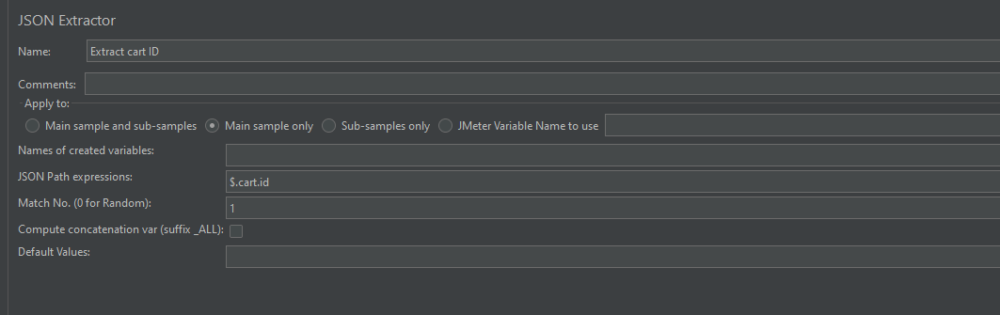 JSON Extractor
Name: Extract cart ID
Comments:
Apply to:
Main sample and sub-samples Main sample only Sub-samples only JMeter Variable Name to use
Names of created variables:
JSON Path expressions: $.cart.id
Match No. (0 for Random): 1
Compute concatenation var (suffix _ALL):
Default Values: